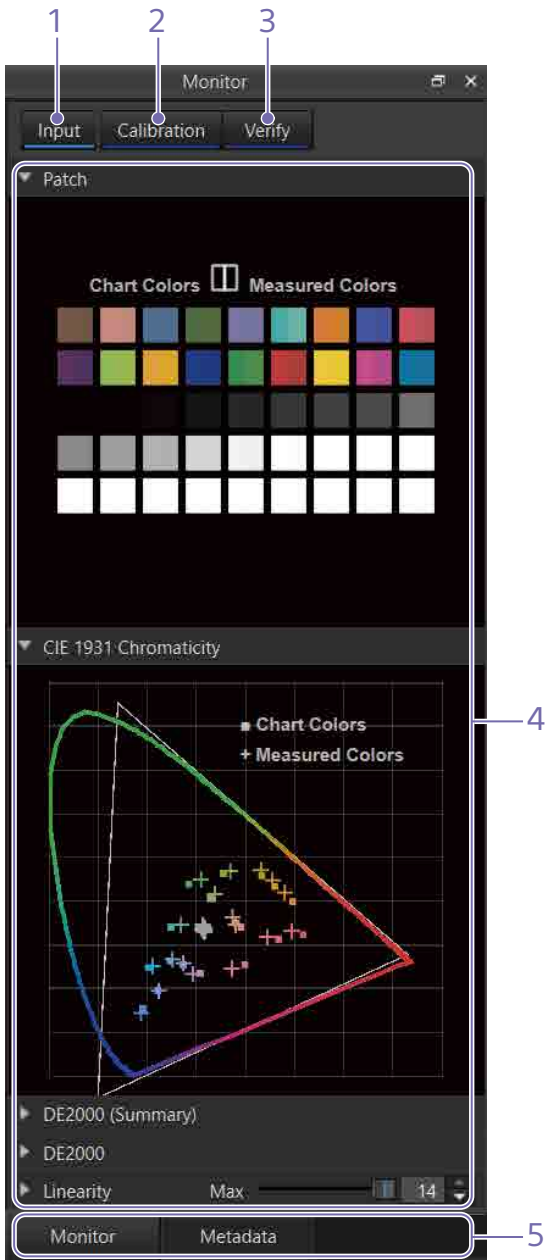 1 2 3
Monitor
Input Calibration Verify
Patch
Chart Colors Measured Colors
CIE 1931 Chromaticity
Chart Colors
+ Measured Colors
4
DE2000 (Summary)
DE2000
Linearity Max 14
Monitor Metadata 5